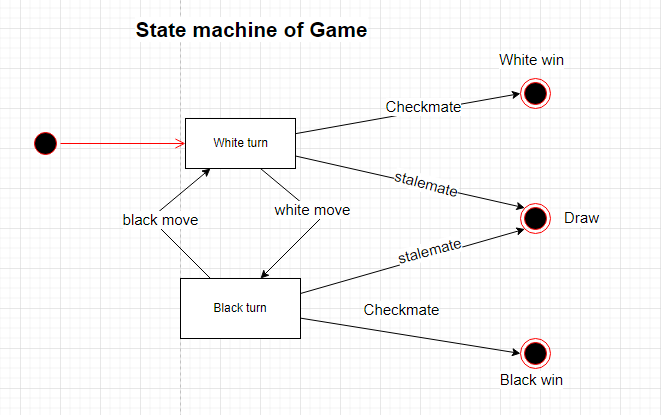 State machine of Game
White win
Checkmate
White turn
stalemate
black move
white move
Draw
stalemate
Black turn
Checkmate
Black win